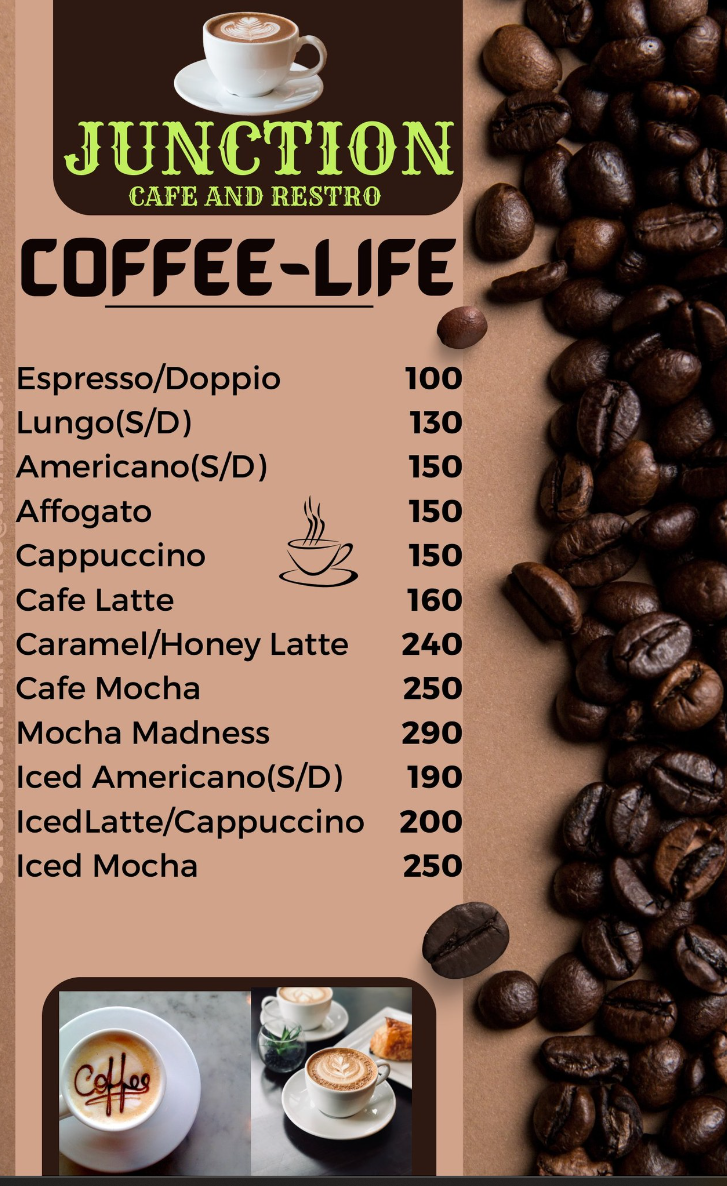 JUNCTION
CAFE AND RESTRO
COFFEE-LIFE
Espresso/Doppio 100
Lungo(S/D) 130
Americano(S/D) 150
Affogato 150
Cappuccino 150
Cafe Latte 160
Caramel/Honey Latte 240
Cafe Mocha 250
Mocha Madness 290
Iced Americano(S/D) 190
IcedLatte/Cappuccino 200
Iced Mocha 250
Coffee